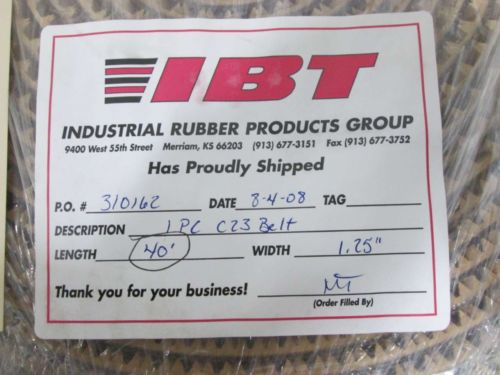 IBT
INDUSTRIAL RUBBER PRODUCTS GROUP
9400 West 55th Street Merriam, KS 66203 (913) 677-3151 Fax (913) 677-3752
Has Proudly Shipped
P.O. # 310162 DATE 8-4-08 TAG
DESCRIPTION 1 PC C23 Belt
LENGTH 40' WIDTH 1.25"
Thank you for your business!
(Order Filled By)